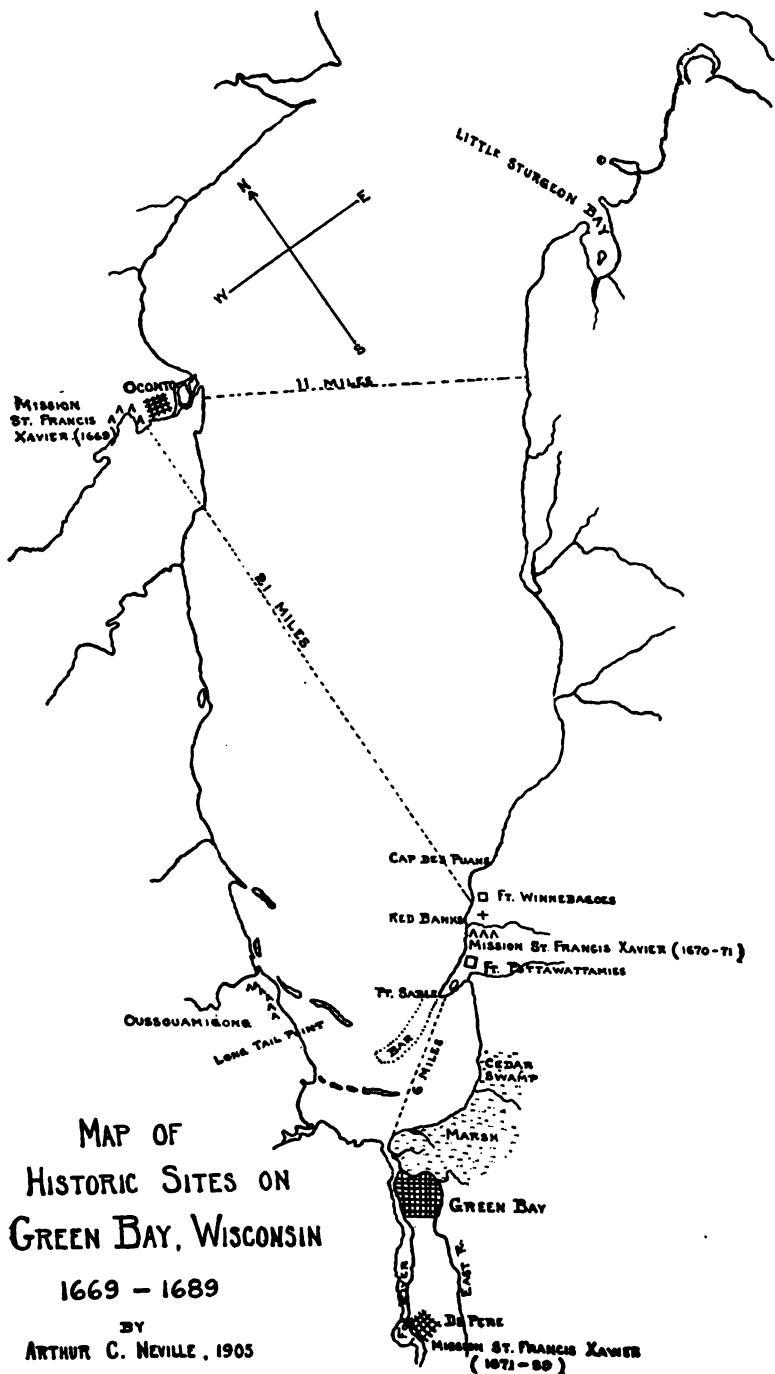 LITTLE STURGEON BAY
N
E
W
S
OCONTO
11 MILES
MISSION
ST. FRANCIS
XAVIER. (1669)
21 MILES
CAP DES PUANS
FT. WINNEBAGOES
RED BANKS
MISSION ST. FRANCIS XAVIER (1670-71)
FT. POTTAWATTAMIES
PT. SABLE
OUSSOUAMIGONG
LONG TAIL POINT
BAR
6 MILES
CEDAR
SWAMP
MARSH
GREEN BAY
RIVER
EAST R.
DE PERE
MISSION ST. FRANCIS XAVIER
(1671-89)
MAP OF
HISTORIC SITES ON
GREEN BAY, WISCONSIN
1669 – 1689
BY
ARTHUR C. NEVILLE, 1905